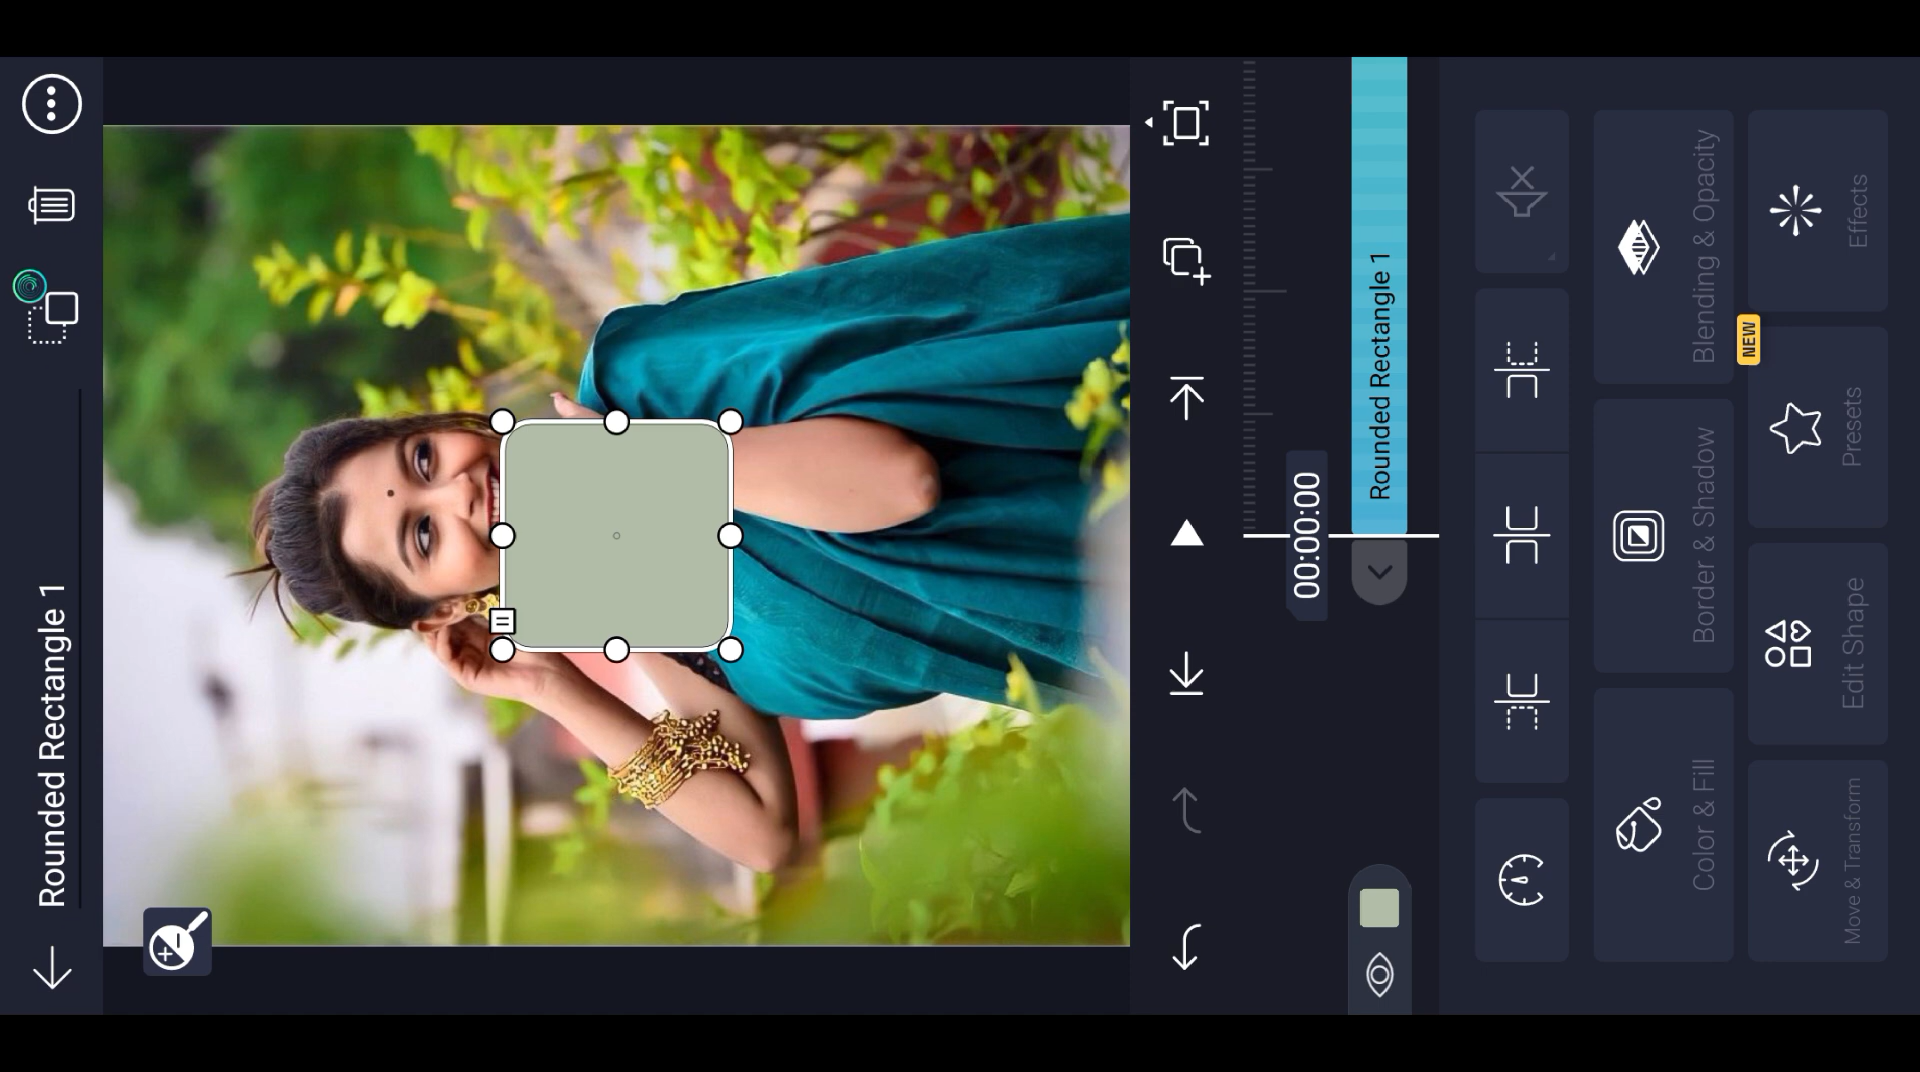 Rounded Rectangle 1
00:00:00
Rounded Rectangle 1
Color & Fill
Border & Shadow
Blending & Opacity
NEW
Move & Transform
Edit Shape
Presets
Effects